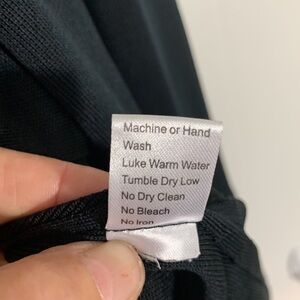 Machine or Hand
Wash
Luke Warm Water
Tumble Dry Low
No Dry Clean
No Bleach
No Iron